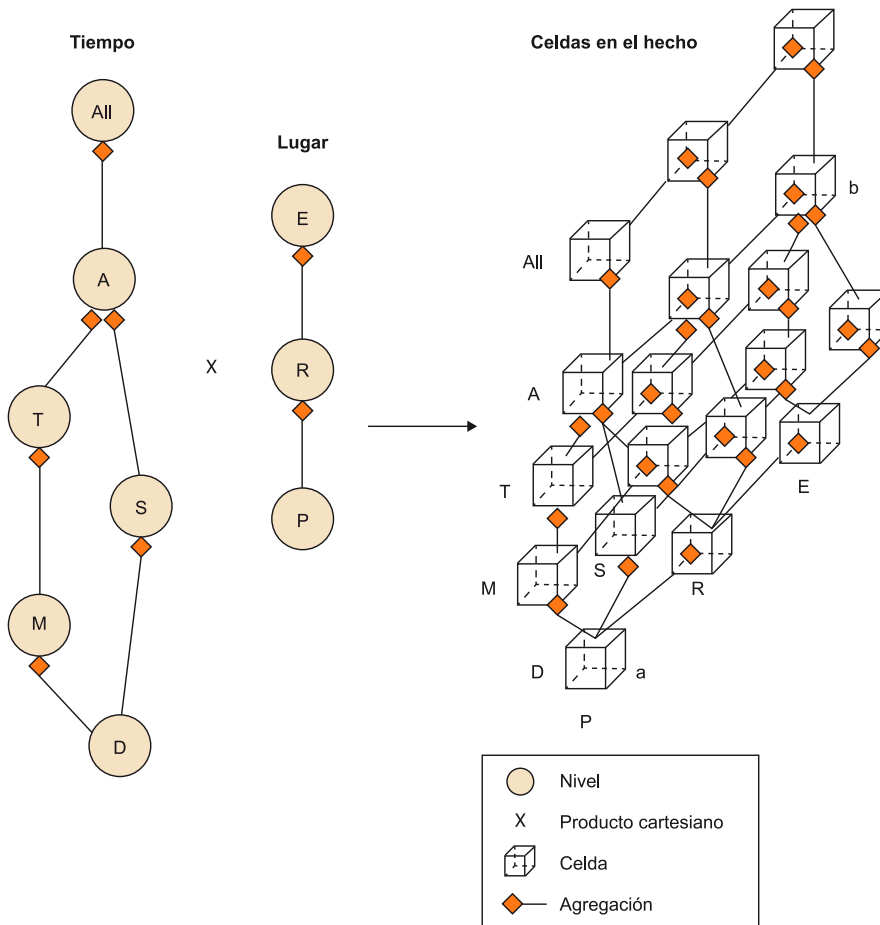 Tiempo
All
A
T
S
M
D
X
Lugar
E
R
P
Celdas en el hecho
b
All
A
T
E
S
M
R
D
a
P
Nivel
X
Producto cartesiano
Celda
Agregación